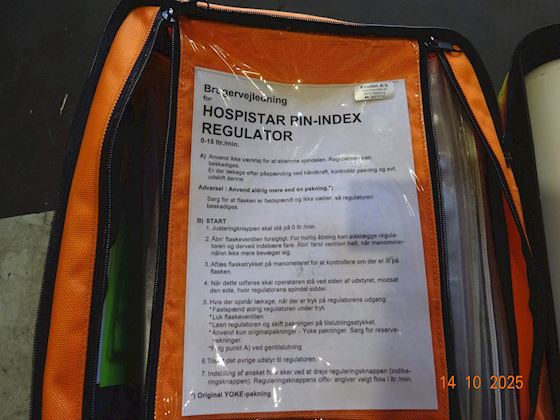 Brugervejledning
for
HOSPISTAR PIN-INDEX
REGULATOR
0-15 ltr./min.
A) Anvend ikke værktøj for at stramme spindelen. Regulatoren kan
beskadiges.
Er der lækage efter påspænding ved håndkraft, kontrollér pakning og evt.
udskift denne.
Advarsel : Anvend aldrig mere end én pakning.*)
Sørg for at flasken er fastspændt og ikke vælter, så regulatoren
beskadiges.
B) START
1. Justeringknappen skal stå på 0 ltr./min.
2. Åbn flaskeventilen forsigtigt. For hurtig åbning kan ødelægge regula-
toren og derved indebære fare. Åbn først ventilen helt, når manometer-
nålen ikke mere bevæger sig.
3. Aflæs flasketrykket på manometeret for at kontrollere om der er ilt på
flasken.
4. Når dette udføres skal operatøren stå ved siden af udstyret, modsat
den side, hvor regulatorens spindel sidder.
5. Hvis der opstår lækage, når der er tryk på regulatorens udgang:
*Fastspænd aldrig regulatoren under tryk
*Luk flaskeventilen
*Løsn regulatoren og skift pakningen på tilslutningsstykket.
*Anvend kun originalpakninger - Yoke pakninger. Sørg for reserve-
pakninger.
*Følg punkt A) ved gentilslutning
6. Tilslut det øvrige udstyr til regulatoren
7. Indstilling af ønsket flow sker ved at dreje reguleringsknappen (indike-
ringsknappen). Reguleringsknappen angiver valgt flow i ltr./min.
*) Original YOKE-pakning
14 10 2025